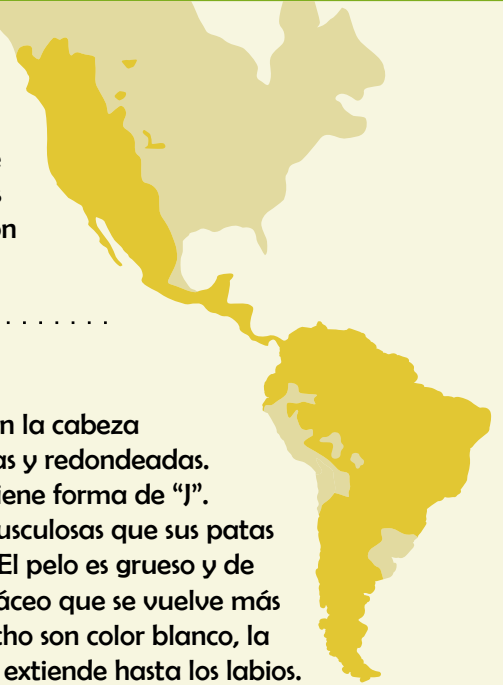 n la cabeza
as y redondeadas.
iene forma de “J”.
usculosas que sus patas
El pelo es grueso y de
áceo que se vuelve más
ho son color blanco, la
extiende hasta los labios.